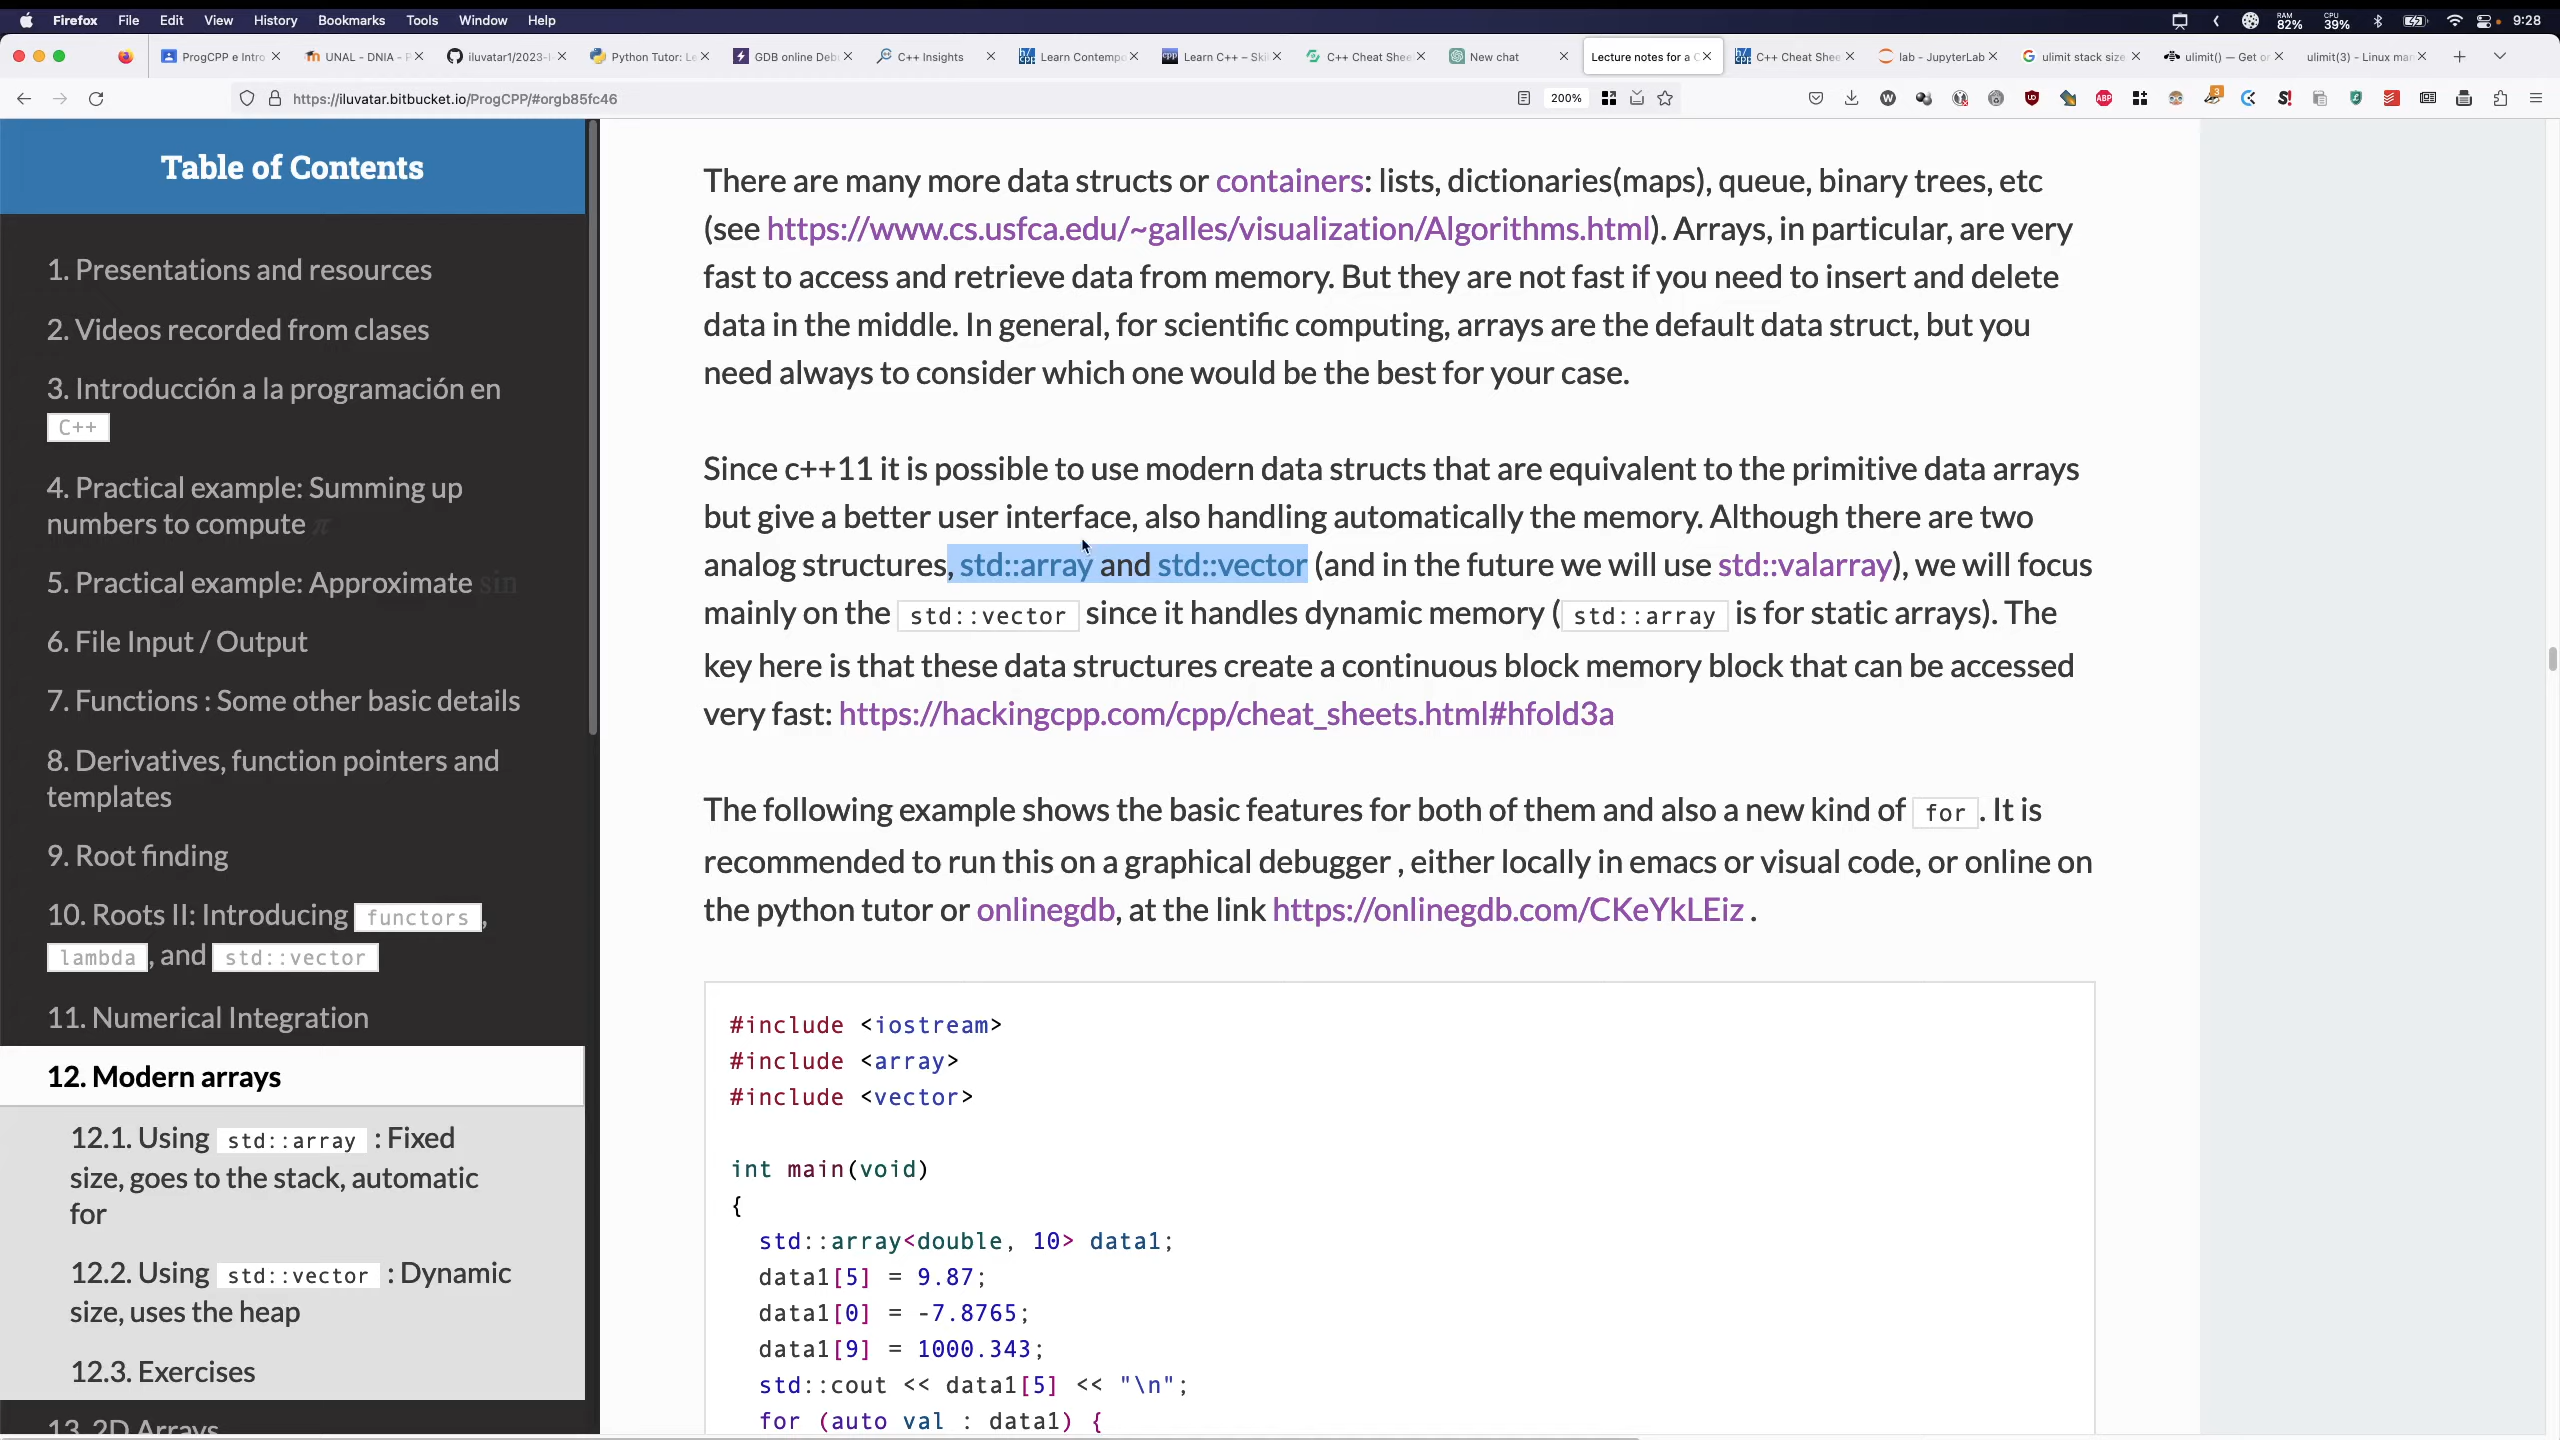 Firefox File Edit View History Bookmarks Tools Window Help RAM 82% CPU 39% 9:28
ProgCPP e Intro UNAL - DNIA - P iluvatar1/2023-I- Python Tutor: Le GDB online Deb C++ Insights Learn Contempo Learn C++ – Skil C++ Cheat Shee New chat Lecture notes for a C C++ Cheat Shee lab - JupyterLab ulimit stack size ulimit() — Get or ulimit(3) - Linux man
https://iluvatar.bitbucket.io/ProgCPP/#orgb85fc46 200% ABP 3
Table of Contents
1. Presentations and resources
2. Videos recorded from clases
3. Introducción a la programación en
C++
4. Practical example: Summing up
numbers to compute π
5. Practical example: Approximate sin
6. File Input / Output
7. Functions : Some other basic details
8. Derivatives, function pointers and
templates
9. Root finding
10. Roots II: Introducing functors,
lambda, and std::vector
11. Numerical Integration
12. Modern arrays
12.1. Using std::array : Fixed
size, goes to the stack, automatic
for
12.2. Using std::vector : Dynamic
size, uses the heap
12.3. Exercises
13. 2D Arrays
There are many more data structs or containers: lists, dictionaries(maps), queue, binary trees, etc
(see https://www.cs.usfca.edu/~galles/visualization/Algorithms.html). Arrays, in particular, are very
fast to access and retrieve data from memory. But they are not fast if you need to insert and delete
data in the middle. In general, for scientific computing, arrays are the default data struct, but you
need always to consider which one would be the best for your case.
Since c++11 it is possible to use modern data structs that are equivalent to the primitive data arrays
but give a better user interface, also handling automatically the memory. Although there are two
analog structures, std::array and std::vector (and in the future we will use std::valarray), we will focus
mainly on the std::vector since it handles dynamic memory ( std::array is for static arrays). The
key here is that these data structures create a continuous block memory block that can be accessed
very fast: https://hackingcpp.com/cpp/cheat_sheets.html#hfold3a
The following example shows the basic features for both of them and also a new kind of for . It is
recommended to run this on a graphical debugger , either locally in emacs or visual code, or online on
the python tutor or onlinegdb, at the link https://onlinegdb.com/CKeYkLEiz .
#include <iostream>
#include <array>
#include <vector>
int main(void)
{
std::array<double, 10> data1;
data1[5] = 9.87;
data1[0] = -7.8765;
data1[9] = 1000.343;
std::cout << data1[5] << "\n";
for (auto val : data1) {